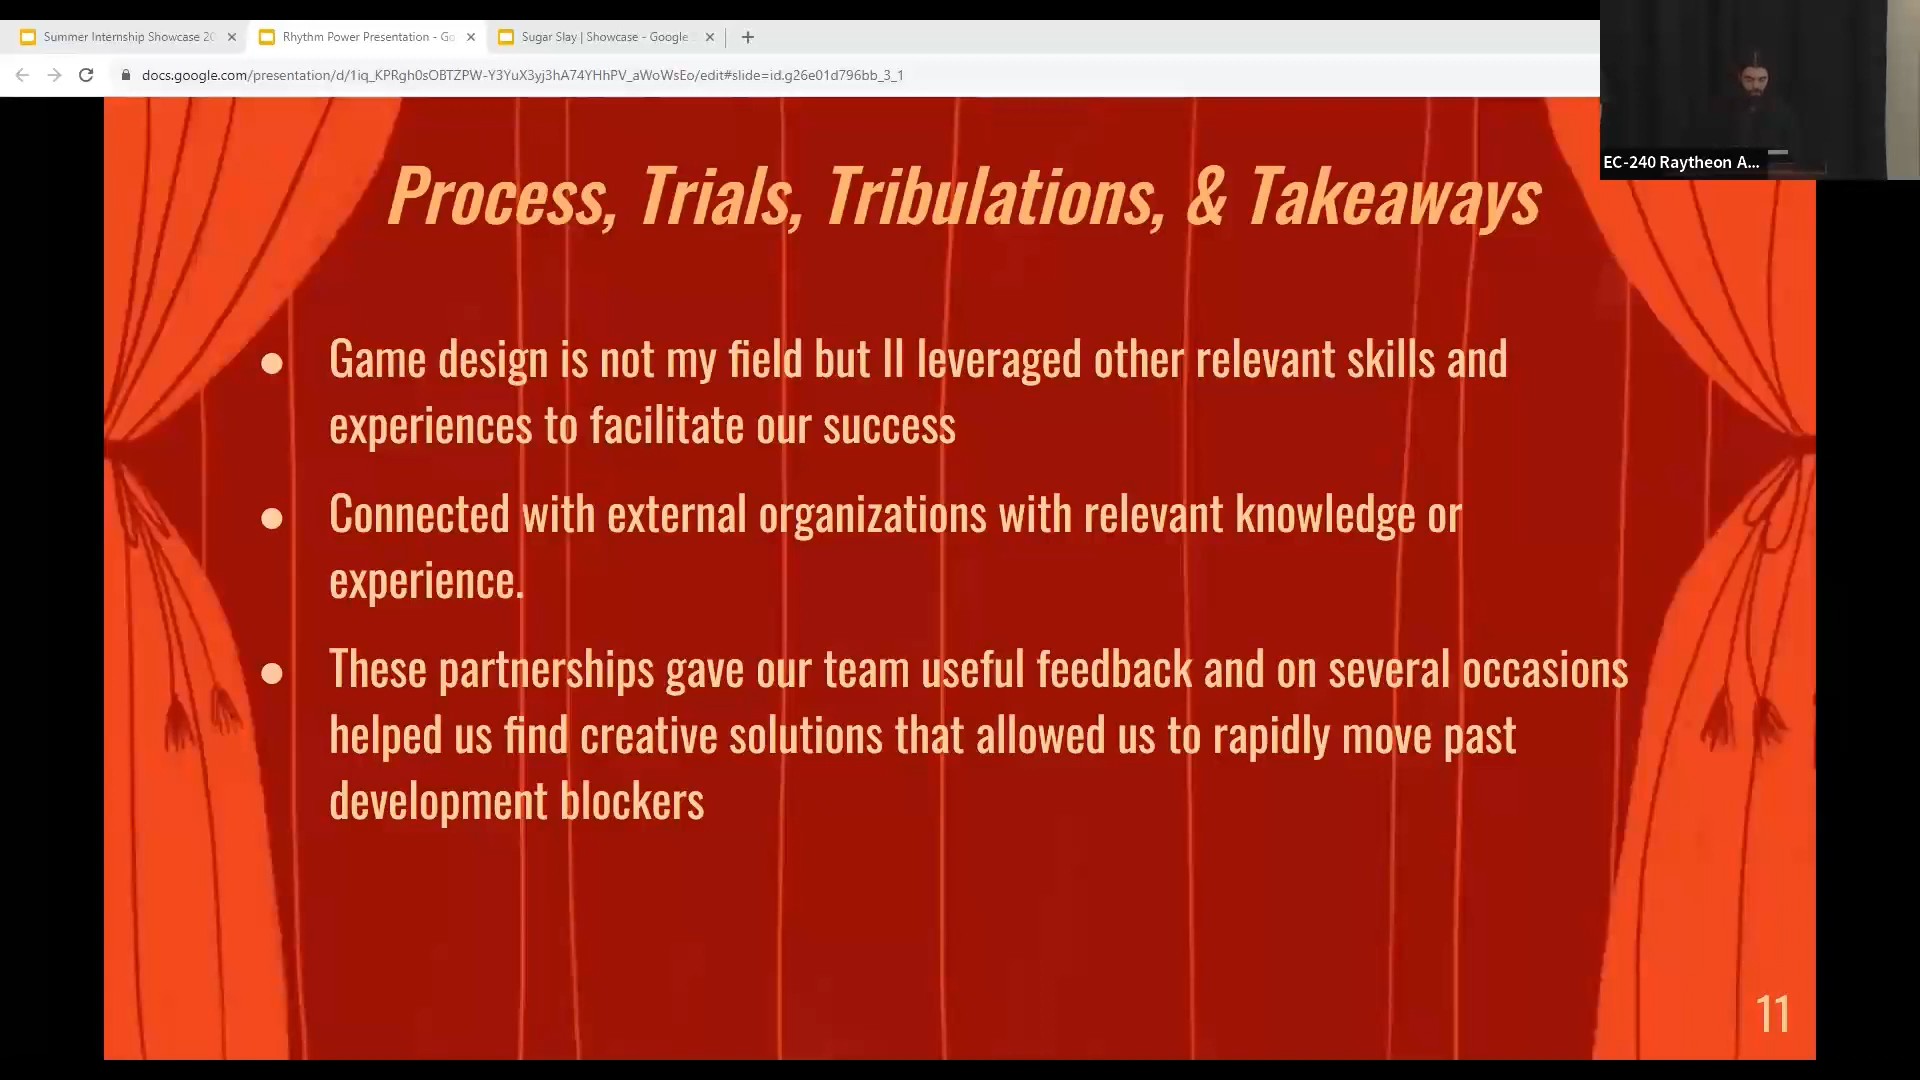 Summer Internship Showcase 20
Rhythm Power Presentation - Go
Sugar Slay | Showcase - Google
docs.google.com/presentation/d/1iq_KPRgh0sOBTZPW-Y3YuX3yj3hA74YHhPV_aWoWsEo/edit#slide=id.g26e01d796bb_3_1
EC-240 Raytheon A...
Process, Trials, Tribulations, & Takeaways
● Game design is not my field but II leveraged other relevant skills and
experiences to facilitate our success
● Connected with external organizations with relevant knowledge or
experience.
● These partnerships gave our team useful feedback and on several occasions
helped us find creative solutions that allowed us to rapidly move past
development blockers
11